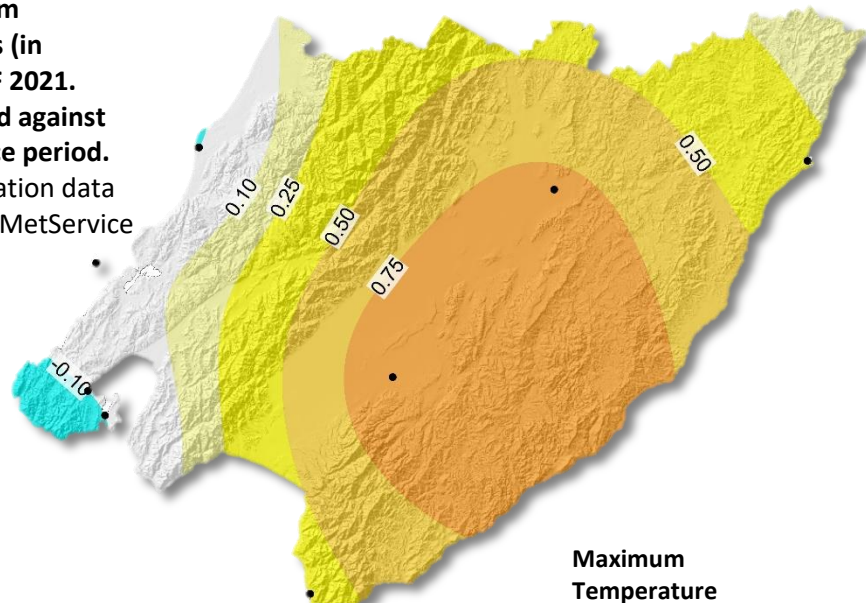 m
s (in
F 2021.
d against
e period.
ation data
MetService
0.10
0.25
0.50
0.75
0.50
-0.10
Maximum
Temperature